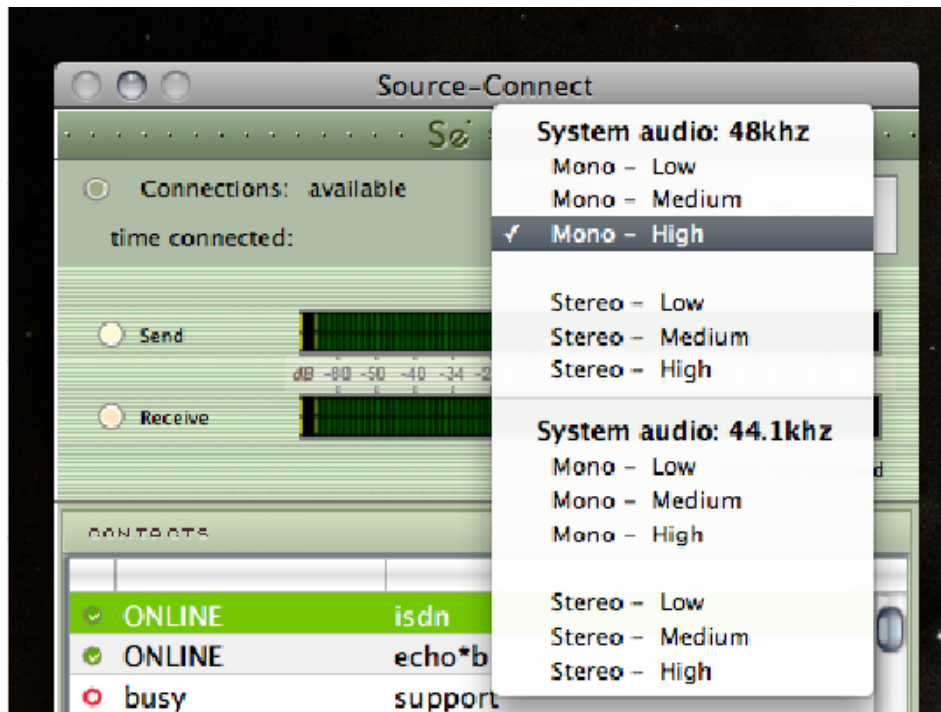 Source-Connect
Connections: available
time connected:
Send
dB -80 -50 -40 -34
Receive
CONTACTS
ONLINE isdn
ONLINE echo*b
busy support
System audio: 48khz
Mono - Low
Mono - Medium
✓ Mono - High
Stereo - Low
Stereo - Medium
Stereo - High
System audio: 44.1khz
Mono - Low
Mono - Medium
Mono - High
Stereo - Low
Stereo - Medium
Stereo - High